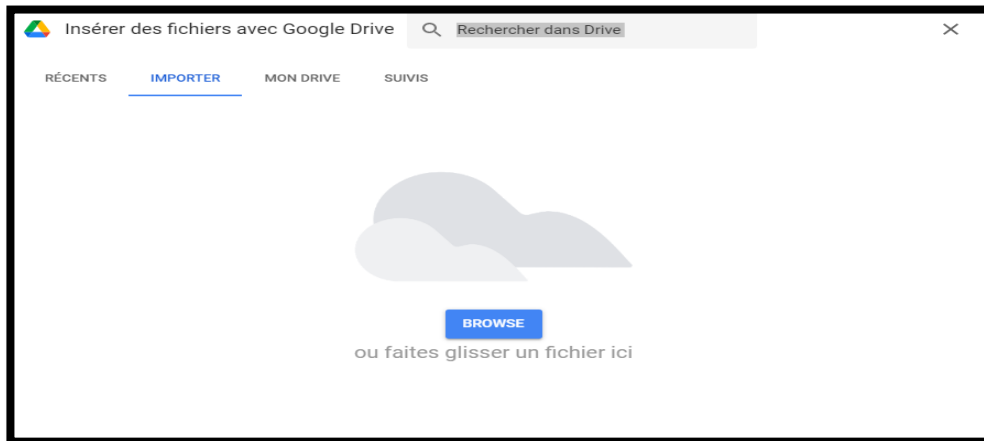 Insérer des fichiers avec Google Drive Rechercher dans Drive
RÉCENTS IMPORTER MON DRIVE SUIVIS
BROWSE
ou faites glisser un fichier ici